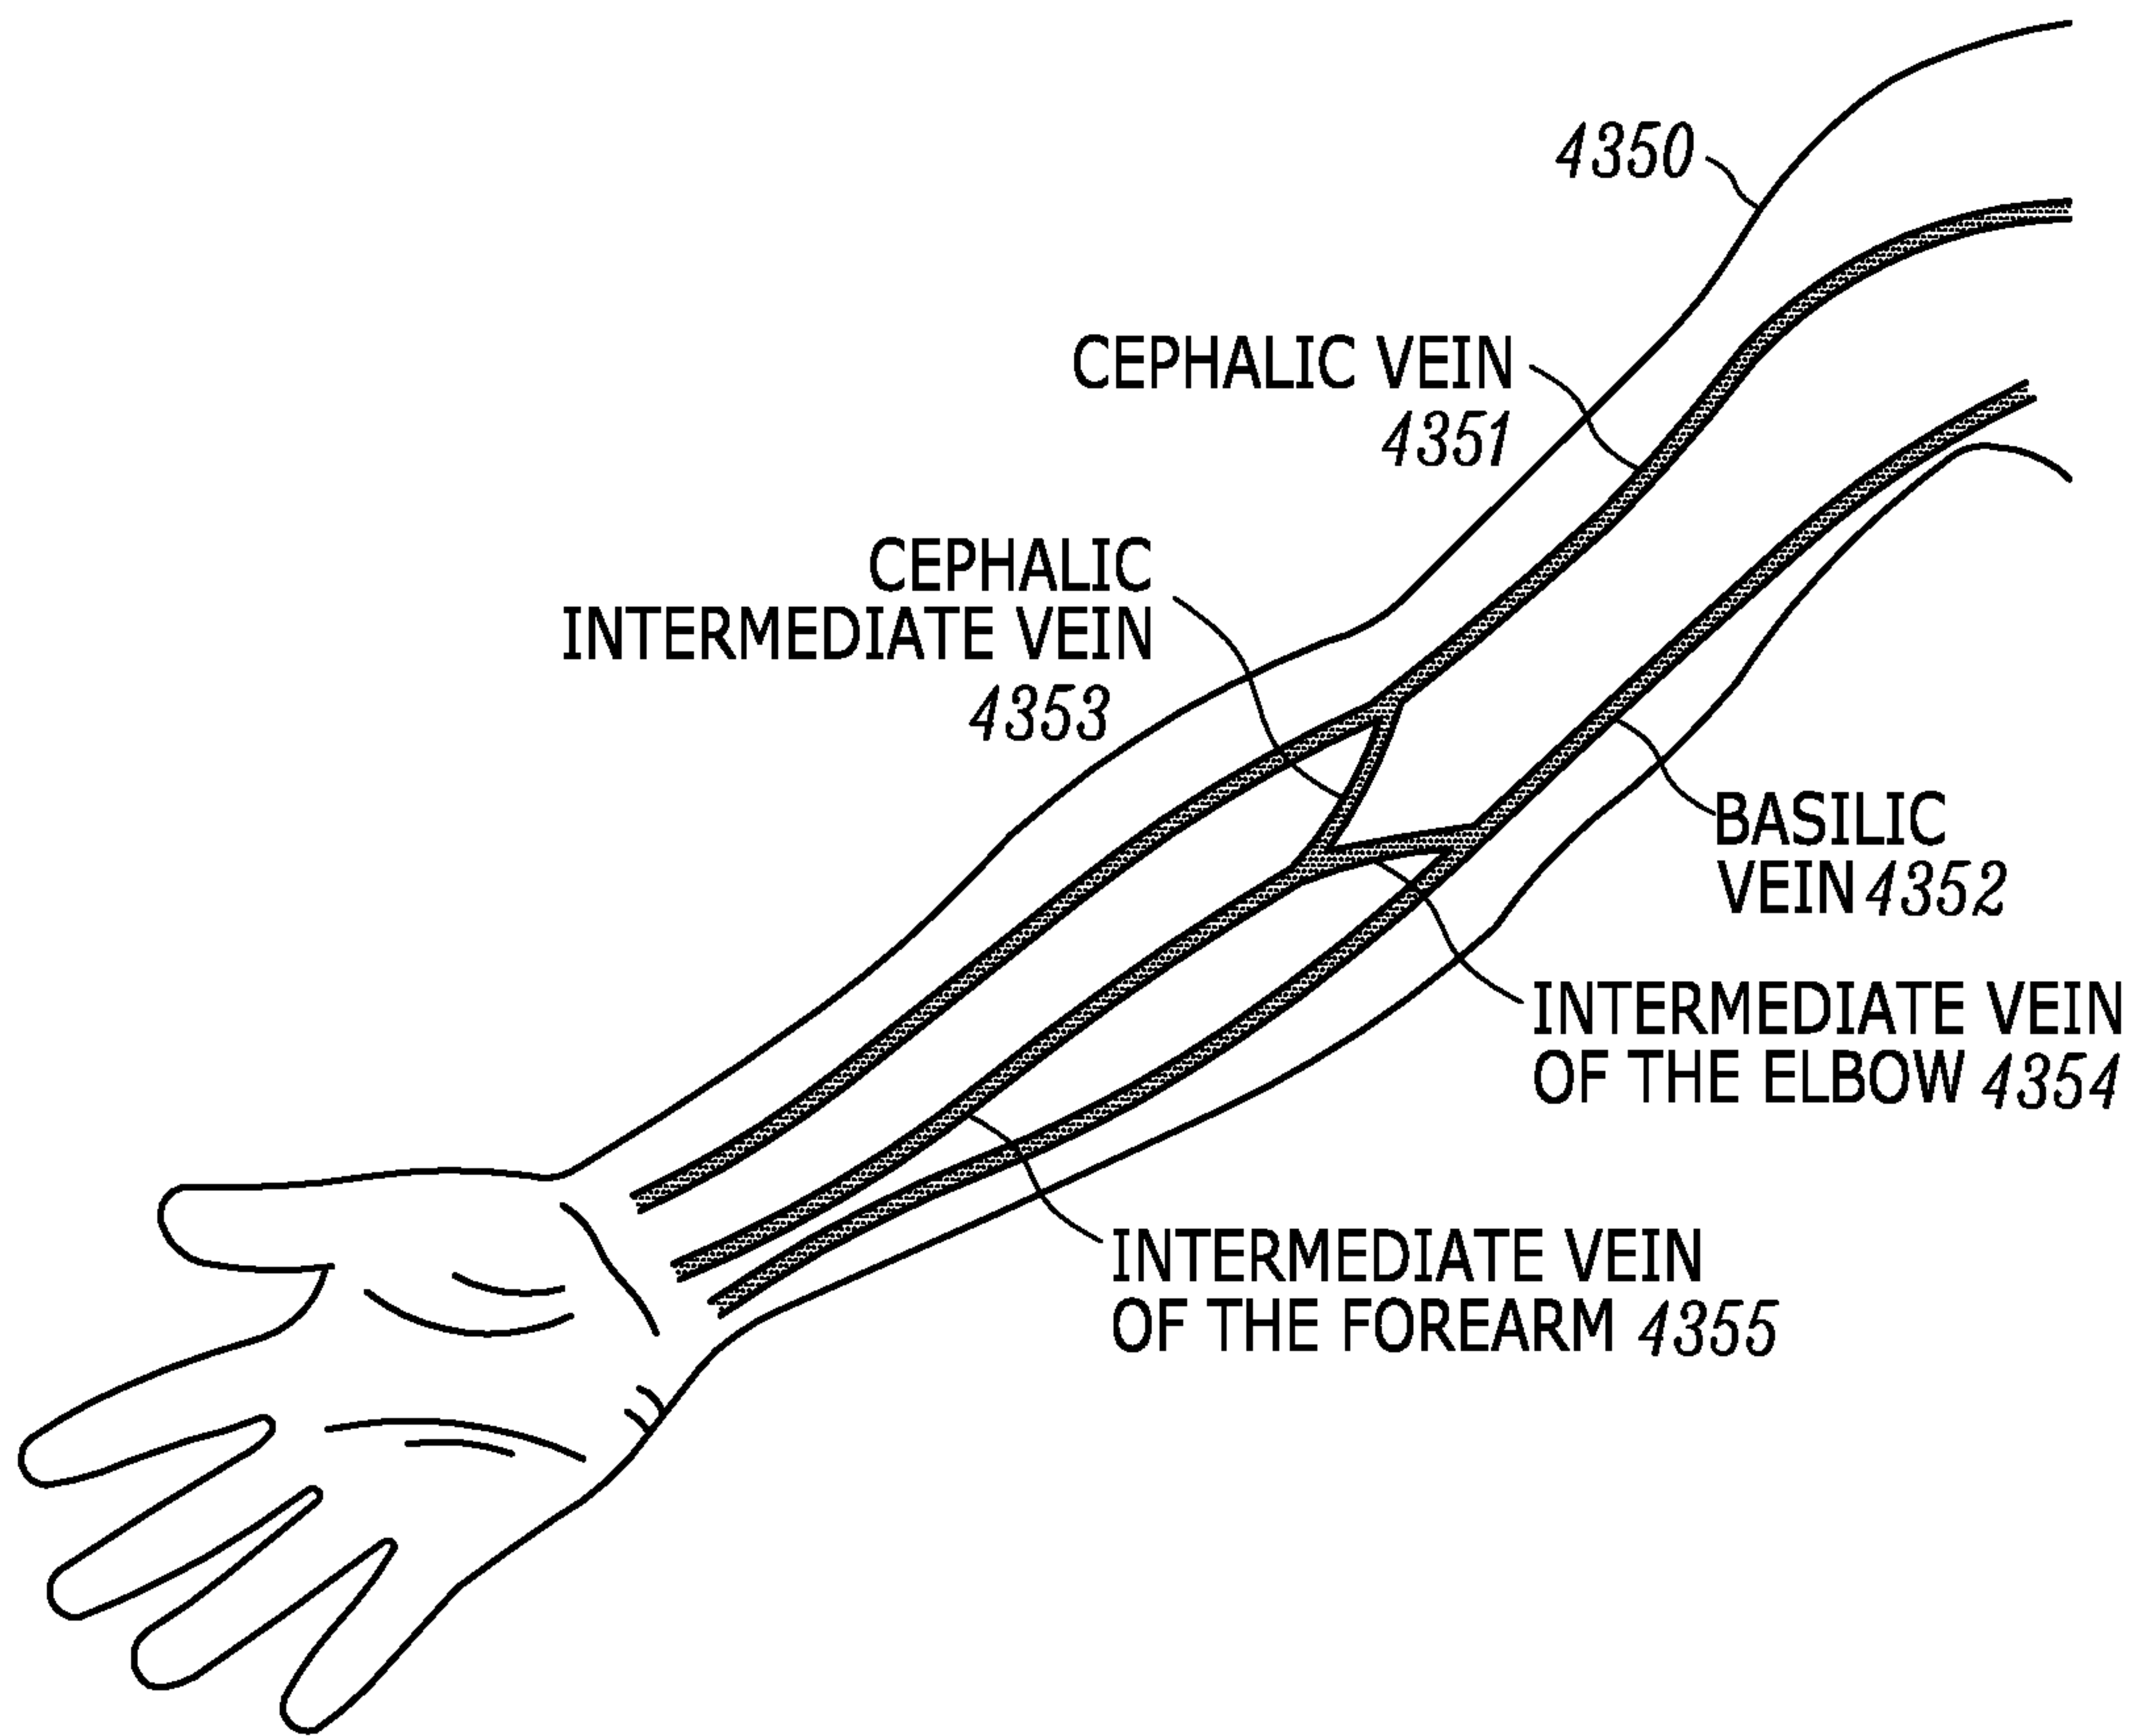 4350
CEPHALIC VEIN
4351
CEPHALIC
INTERMEDIATE VEIN
4353
BASILIC
VEIN 4352
INTERMEDIATE VEIN
OF THE ELBOW 4354
INTERMEDIATE VEIN
OF THE FOREARM 4355